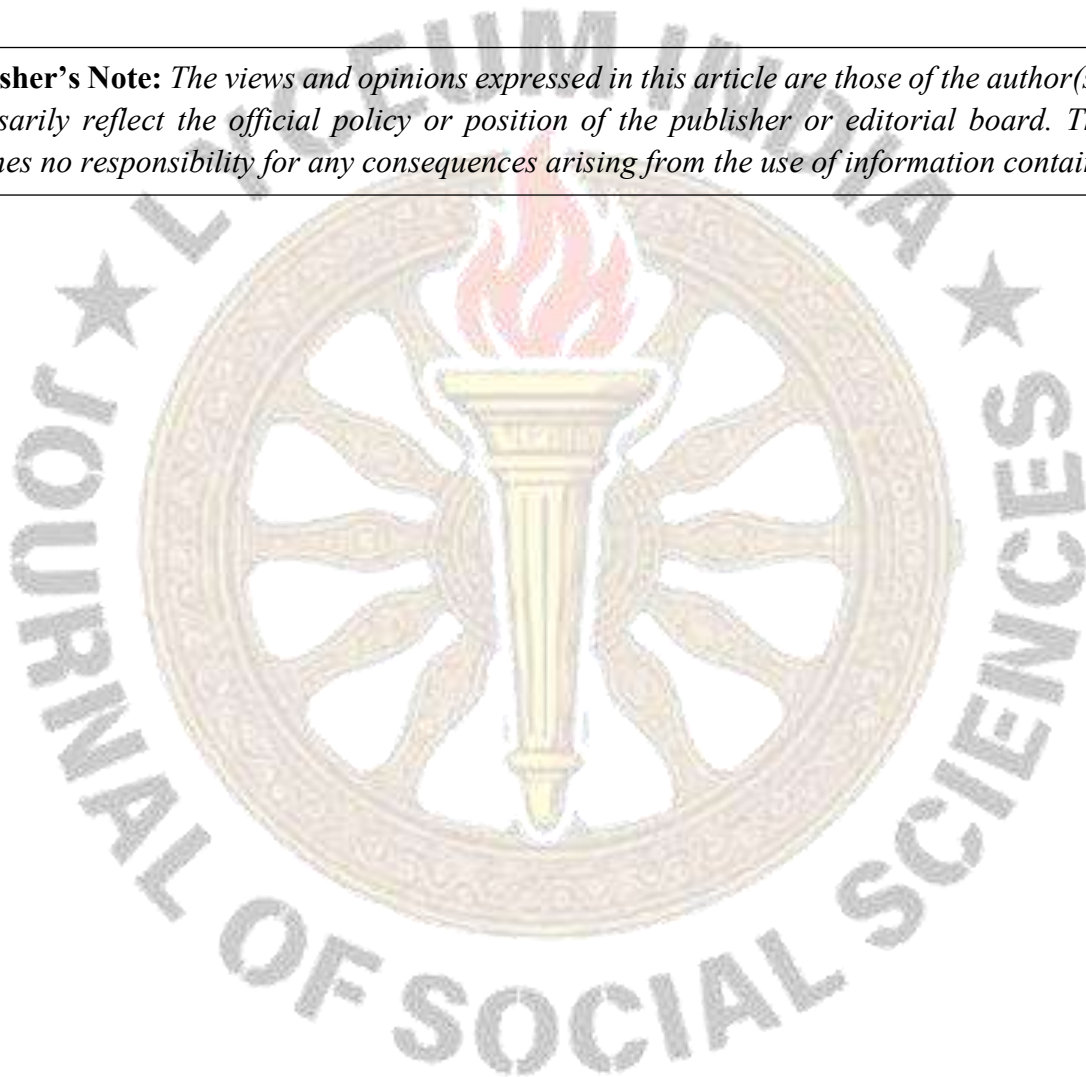 sher's Note: The views and opinions expressed in this article are those of the author(s
sarily reflect the official policy or position of the publisher or editorial board. T
nes no responsibility for any consequences arising from the use of information contai
LYCEUM INDIA
JOURNAL OF SOCIAL SCIENCES